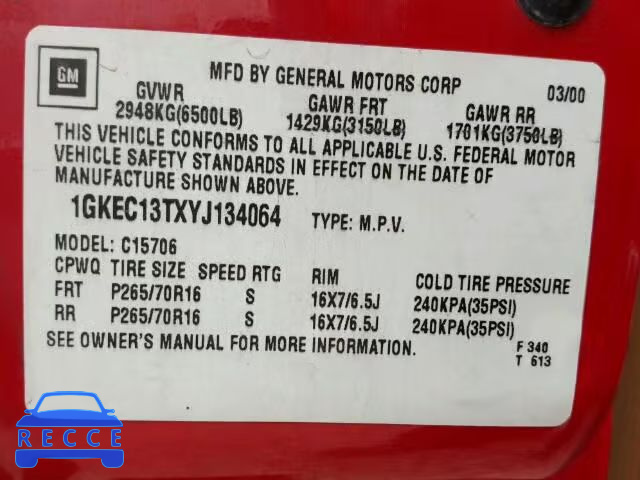 GM
MFD BY GENERAL MOTORS CORP 03/00
GVWR GAWR FRT GAWR RR
2948KG(6500LB) 1429KG(3150LB) 1701KG(3750LB)
THIS VEHICLE CONFORMS TO ALL APPLICABLE U.S. FEDERAL MOTOR
VEHICLE SAFETY STANDARDS IN EFFECT ON THE DATE OF
MANUFACTURE SHOWN ABOVE.
1GKEC13TXYJ134064 TYPE: M.P.V.
MODEL: C15706
CPWQ TIRE SIZE SPEED RTG RIM COLD TIRE PRESSURE
FRT P265/70R16 S 16X7/6.5J 240KPA(35PSI)
RR P265/70R16 S 16X7/6.5J 240KPA(35PSI)
SEE OWNER'S MANUAL FOR MORE INFORMATION.
F 340
T 613
RECCE